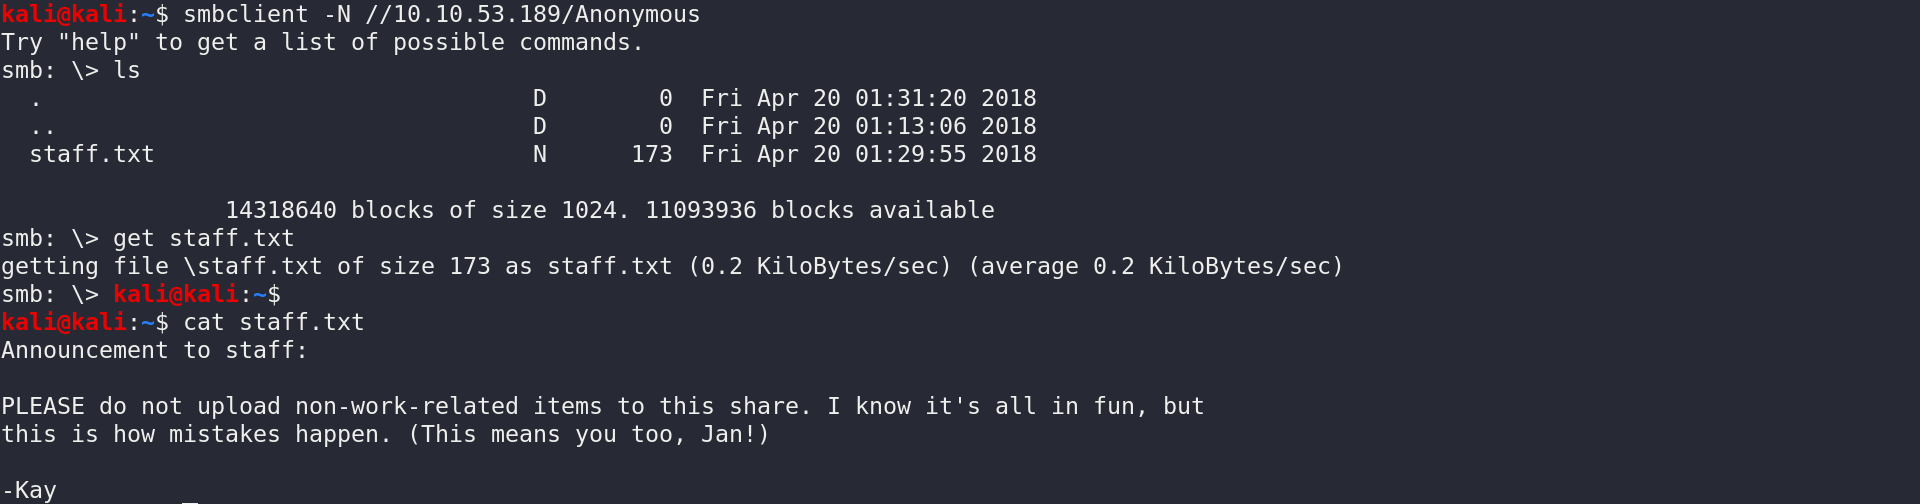 kali@kali:~$ smbclient -N //10.10.53.189/Anonymous
Try "help" to get a list of possible commands.
smb: \> ls
  .                                   D        0  Fri Apr 20 01:31:20 2018
  ..                                  D        0  Fri Apr 20 01:13:06 2018
  staff.txt                           N      173  Fri Apr 20 01:29:55 2018

                14318640 blocks of size 1024. 11093936 blocks available
smb: \> get staff.txt
getting file \staff.txt of size 173 as staff.txt (0.2 KiloBytes/sec) (average 0.2 KiloBytes/sec)
smb: \> kali@kali:~$
kali@kali:~$ cat staff.txt
Announcement to staff:

PLEASE do not upload non-work-related items to this share. I know it's all in fun, but
this is how mistakes happen. (This means you too, Jan!)

-Kay